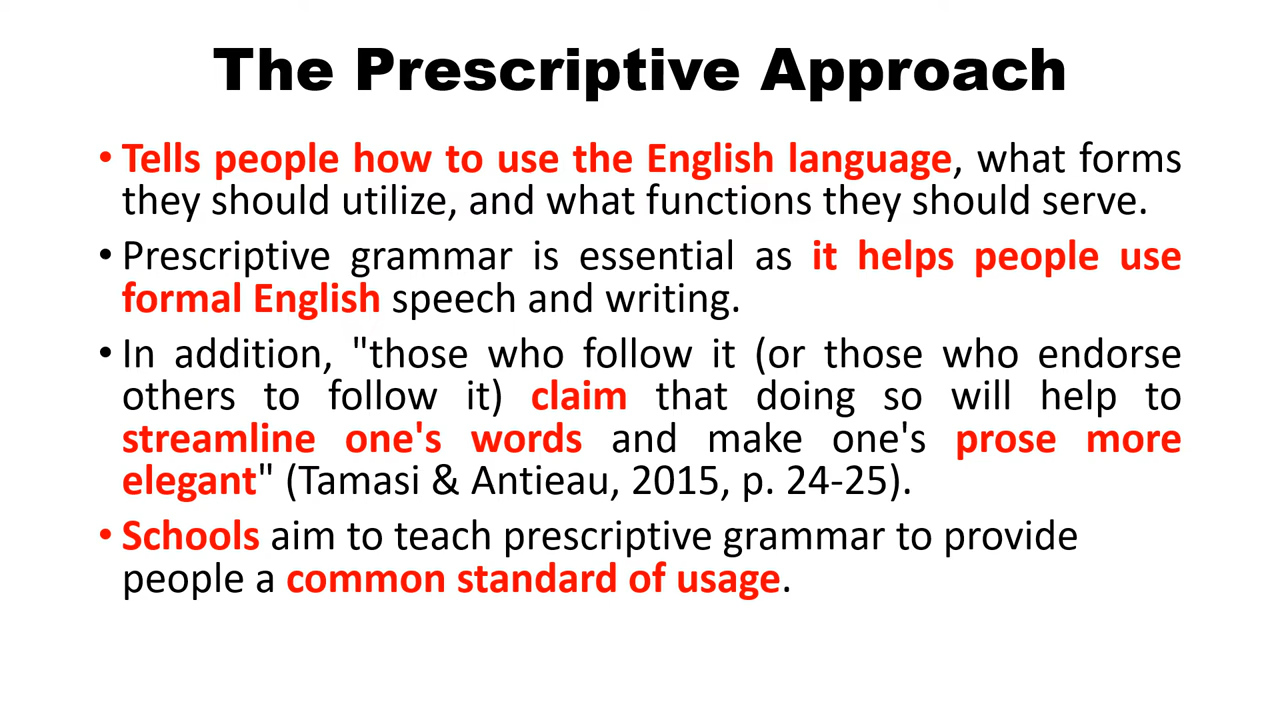 The Prescriptive Approach
• Tells people how to use the English language, what forms
they should utilize, and what functions they should serve.
• Prescriptive grammar is essential as it helps people use
formal English speech and writing.
• In addition, "those who follow it (or those who endorse
others to follow it) claim that doing so will help to
streamline one's words and make one's prose more
elegant" (Tamasi & Antieau, 2015, p. 24-25).
• Schools aim to teach prescriptive grammar to provide
people a common standard of usage.